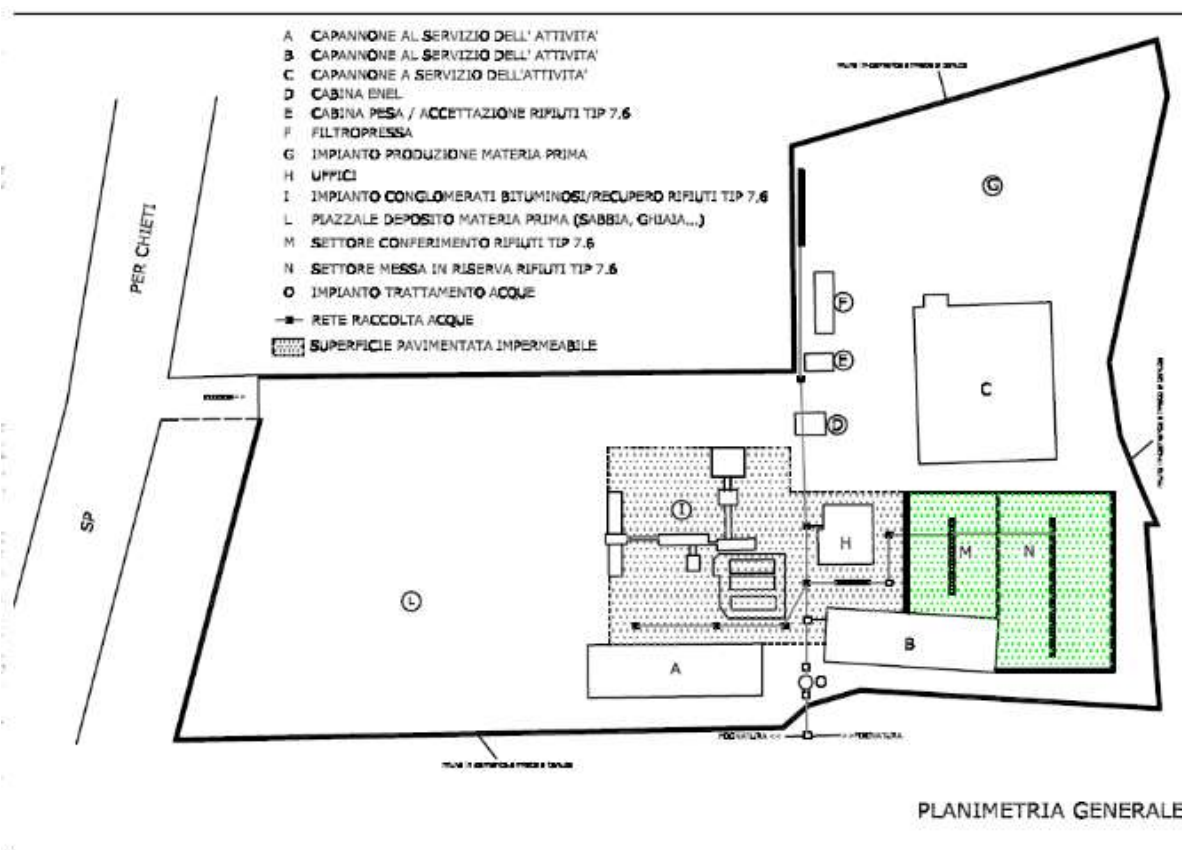 A CAPANNONE AL SERVIZIO DELL' ATTIVITA'
B CAPANNONE AL SERVIZIO DELL' ATTIVITA'
C CAPANNONE A SERVIZIO DELL'ATTIVITA'
D CABINA ENEL
E CABINA PESA / ACCETTAZIONE RIFIUTI TIP 7.6
F FILTROPRESSA
G IMPIANTO PRODUZIONE MATERIA PRIMA
H UFFICI
I IMPIANTO CONGLOMERATI BITUMINOSI/RECUPERO RIFIUTI TIP 7.6
L PIAZZALE DEPOSITO MATERIA PRIMA (SABBIA, GHIAIA...)
M SETTORE CONFERIMENTO RIFIUTI TIP 7.6
N SETTORE MESSA IN RISERVA RIFIUTI TIP 7.6
O IMPIANTO TRATTAMENTO ACQUE
RETE RACCOLTA ACQUE
SUPERFICIE PAVIMENTATA IMPERMEABILE
PER CHIETI
SP
G
F
E
C
D
I
H
M
N
L
B
A
O
FOGNATURA <<
>>FOGNATURA
PLANIMETRIA GENERALE